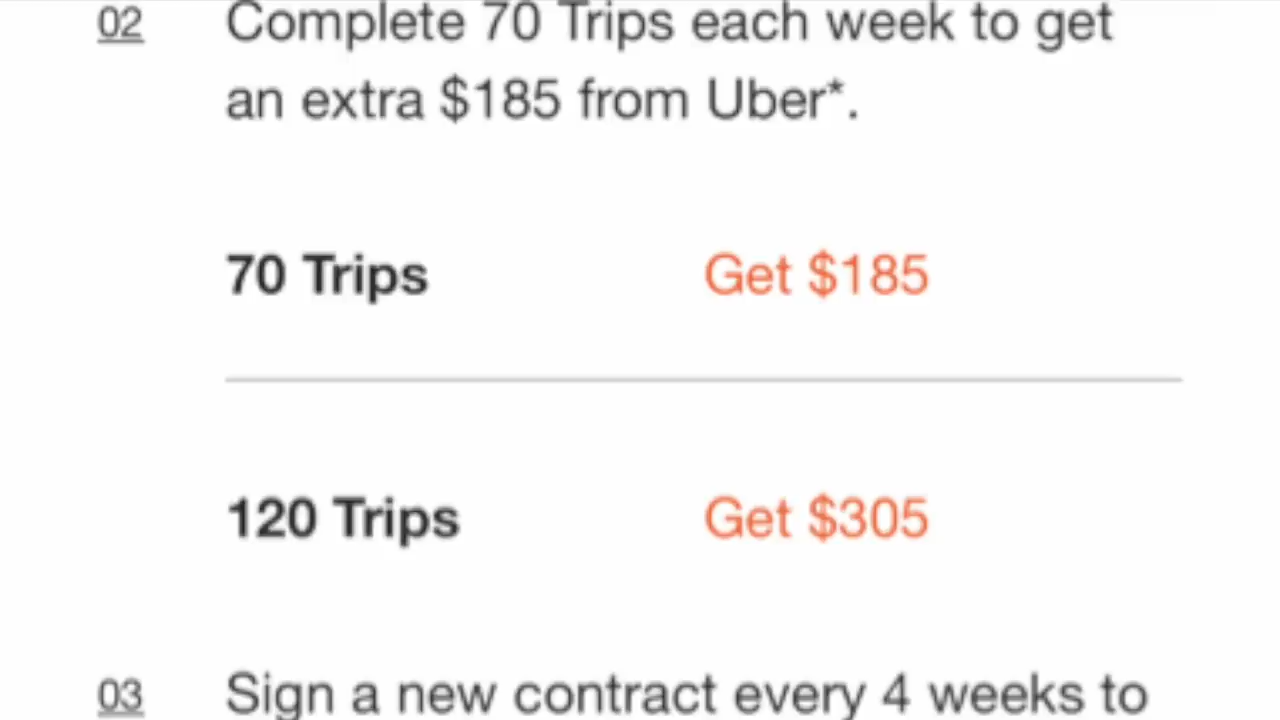 02 Complete 70 Trips each week to get
an extra $185 from Uber*.
70 Trips Get $185
120 Trips Get $305
03 Sign a new contract every 4 weeks to